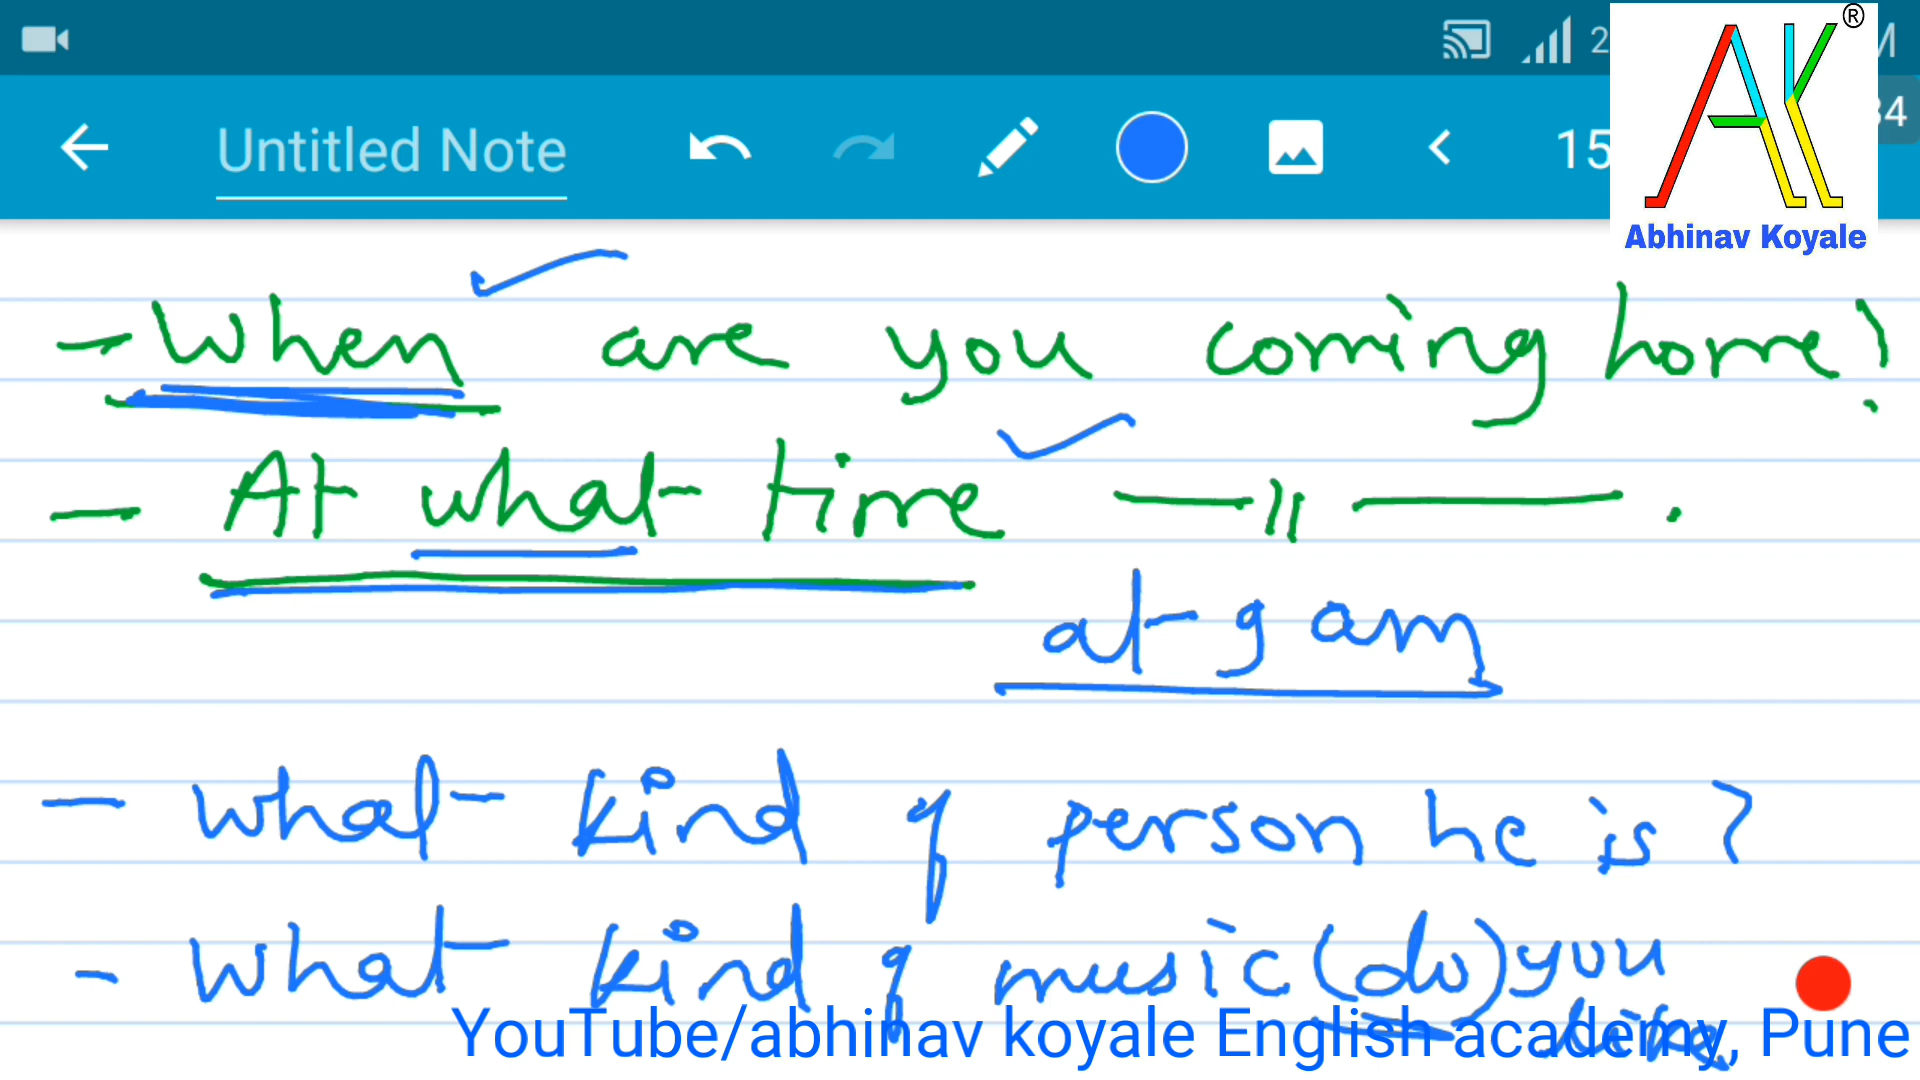 Untitled Note
15
Abhinav Koyale
- When are you coming home?
- At what time —"— .
at 9 am
- what kind of person he is?
- what kind of music (do) you
like
YouTube/abhinav koyale English academy, Pune